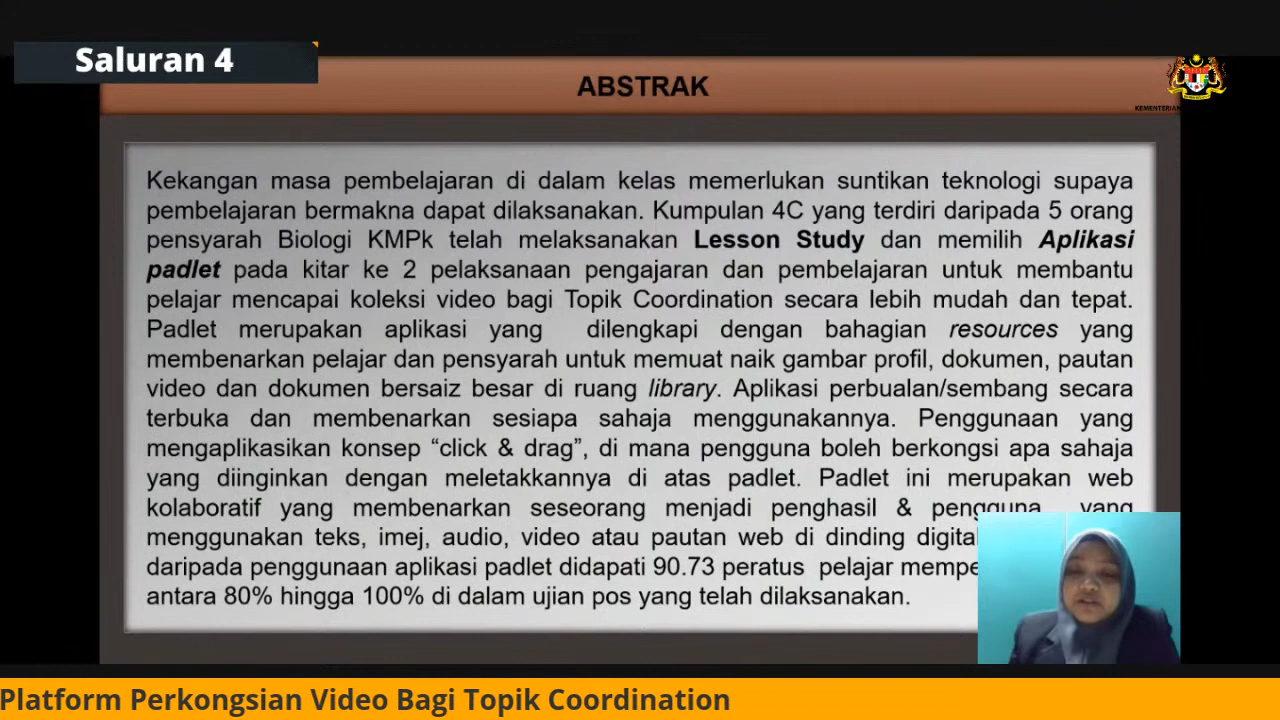 Saluran 4
ABSTRAK
KEMENTERIAN
Kekangan masa pembelajaran di dalam kelas memerlukan suntikan teknologi supaya
pembelajaran bermakna dapat dilaksanakan. Kumpulan 4C yang terdiri daripada 5 orang
pensyarah Biologi KMPk telah melaksanakan Lesson Study dan memilih Aplikasi
padlet pada kitar ke 2 pelaksanaan pengajaran dan pembelajaran untuk membantu
pelajar mencapai koleksi video bagi Topik Coordination secara lebih mudah dan tepat.
Padlet merupakan aplikasi yang dilengkapi dengan bahagian resources yang
membenarkan pelajar dan pensyarah untuk memuat naik gambar profil, dokumen, pautan
video dan dokumen bersaiz besar di ruang library. Aplikasi perbualan/sembang secara
terbuka dan membenarkan sesiapa sahaja menggunakannya. Penggunaan yang
mengaplikasikan konsep “click & drag”, di mana pengguna boleh berkongsi apa sahaja
yang diinginkan dengan meletakkannya di atas padlet. Padlet ini merupakan web
kolaboratif yang membenarkan seseorang menjadi penghasil & pengguna yang
menggunakan teks, imej, audio, video atau pautan web di dinding digital
daripada penggunaan aplikasi padlet didapati 90.73 peratus pelajar
antara 80% hingga 100% di dalam ujian pos yang telah dilaksanakan.
Platform Perkongsian Video Bagi Topik Coordination